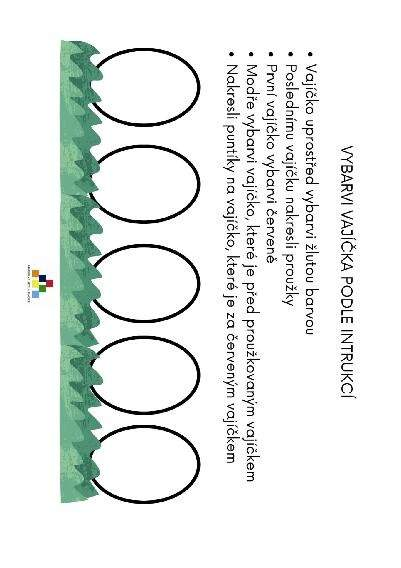 VYBARVI VAJÍČKA PODLE INTRUKCÍ
• Vajíčko uprostřed vybarvi žlutou barvou
• Poslednímu vajíčku nakresli proužky
• První vajíčko vybarvi červeně
• Modře vybarvi vajíčko, které je před proužkovaným vajíčkem
• Nakresli puntíky na vajíčko, které je za červeným vajíčkem